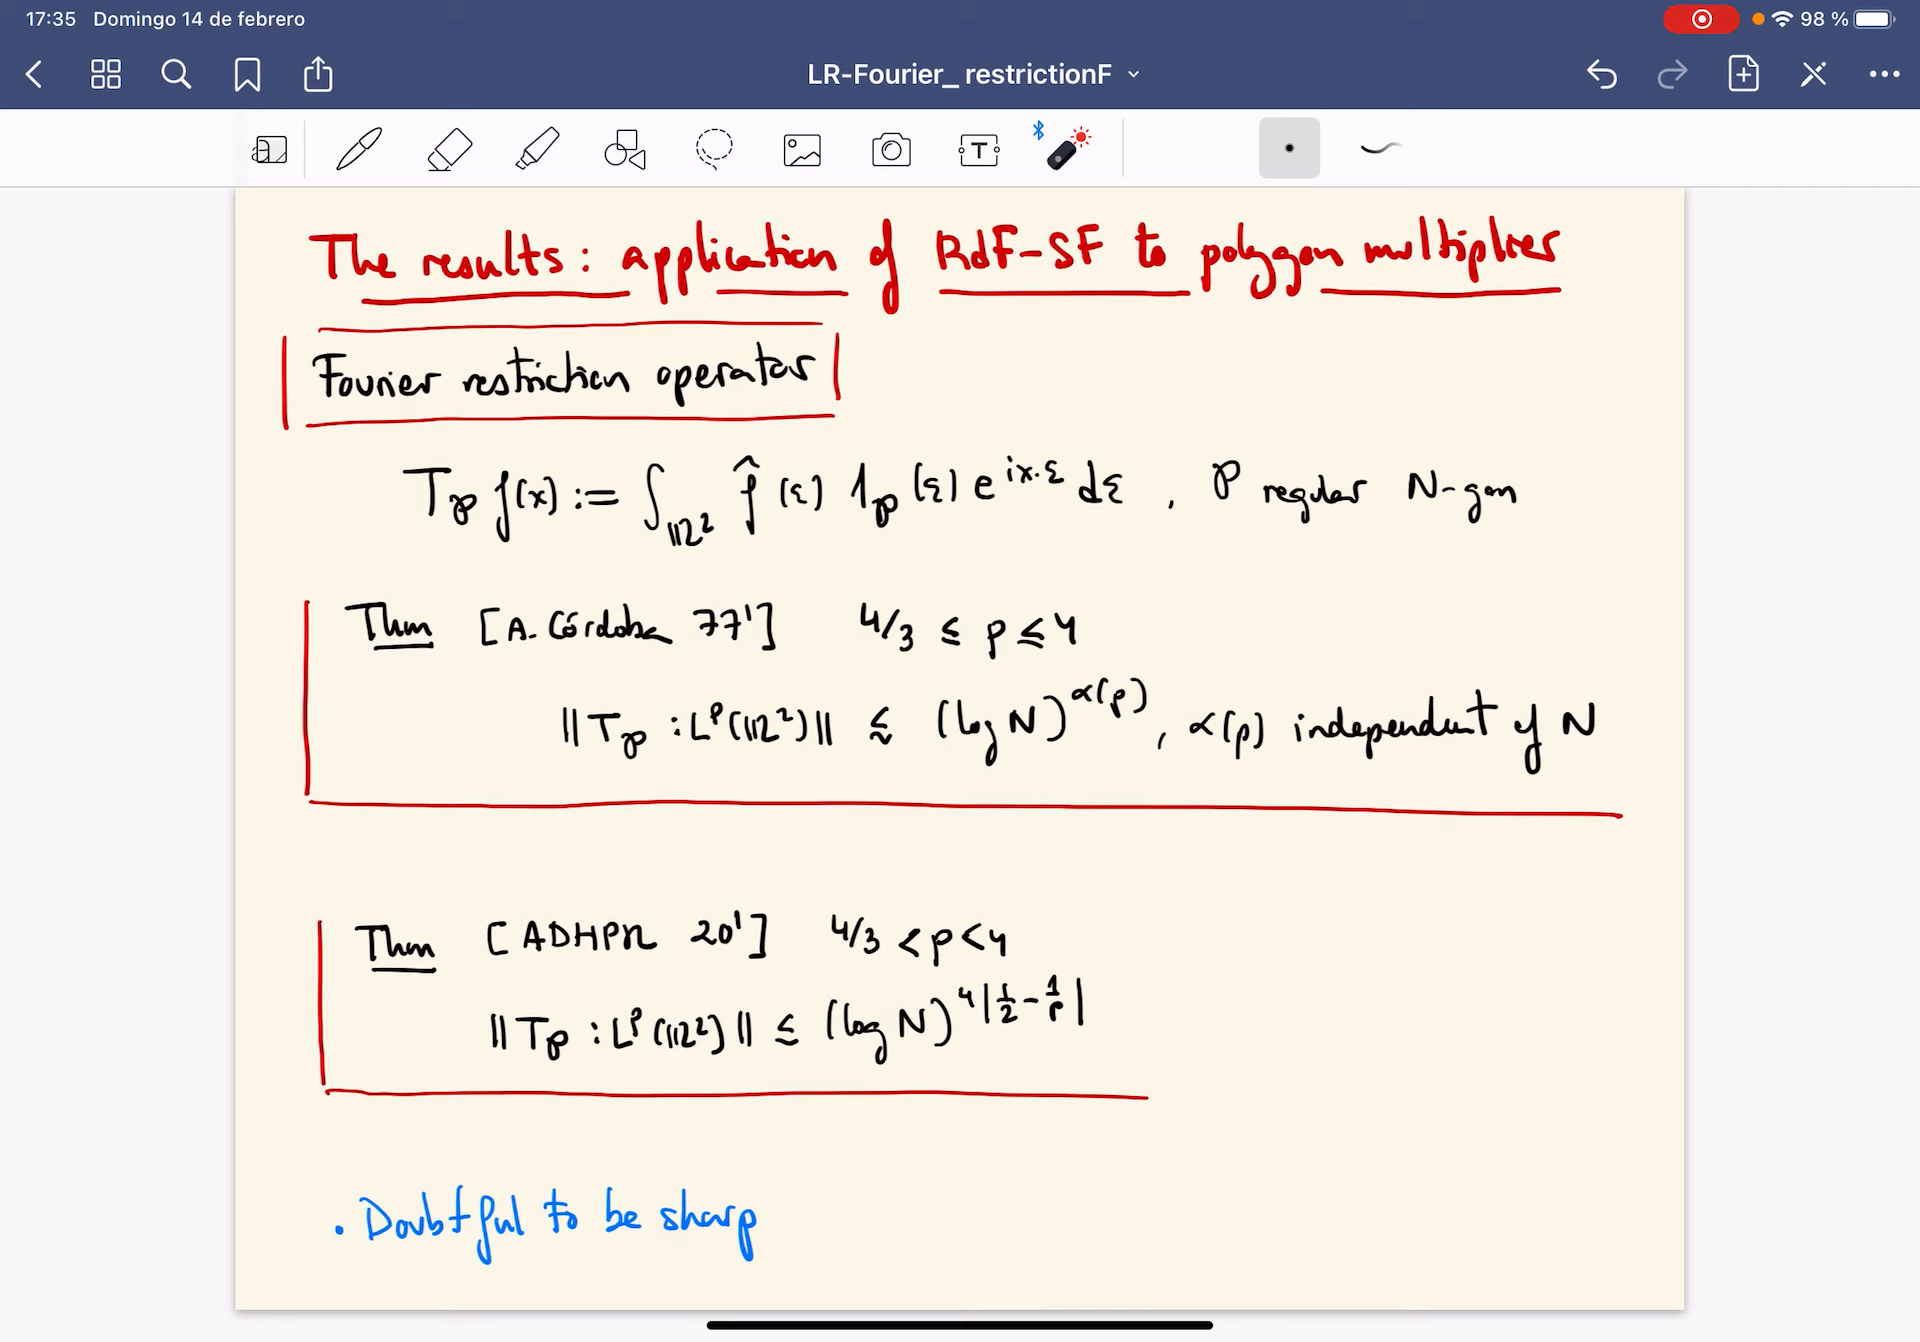 17:35 Domingo 14 de febrero
98 %
LR-Fourier_restrictionF
The results: application of RdF-SF to polygon multiplier
Fourier restriction operator
T_𝒫 f(x) := ∫_ℝ² f̂(ξ) 1_𝒫(ξ) e^{ix·ξ} dξ , 𝒫 regular N-gon
Thm [A. Córdoba 77'] 4/3 ≤ p ≤ 4
‖T_𝒫 : L^p(ℝ²)‖ ≲ (log N)^{α(p)}, α(p) independent of N
Thm [ADHPR 20'] 4/3 < p < 4
‖T_𝒫 : L^p(ℝ²)‖ ≤ (log N)^{4|1/2 - 1/p|}
. Doubtful to be sharp